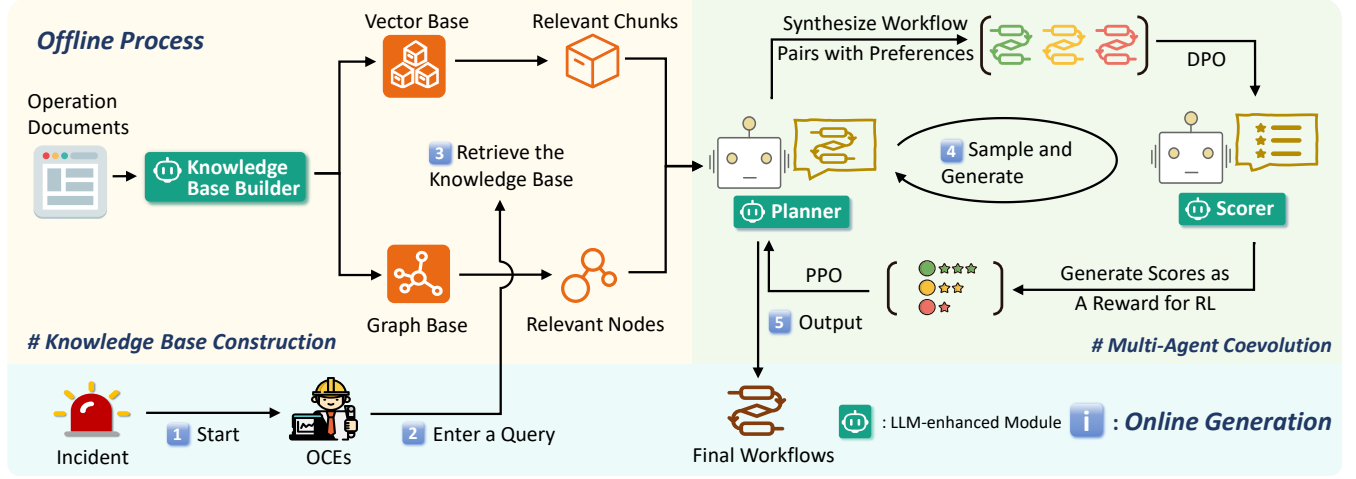 Offline Process
Operation
Documents
Knowledge
Base Builder
Vector Base
Relevant Chunks
3 Retrieve the
Knowledge Base
Graph Base
Relevant Nodes
# Knowledge Base Construction
Synthesize Workflow
Pairs with Preferences
DPO
4 Sample and
Generate
Planner
Scorer
PPO
Generate Scores as
A Reward for RL
5 Output
# Multi-Agent Coevolution
Incident
1 Start
OCEs
2 Enter a Query
Final Workflows
: LLM-enhanced Module
i : Online Generation